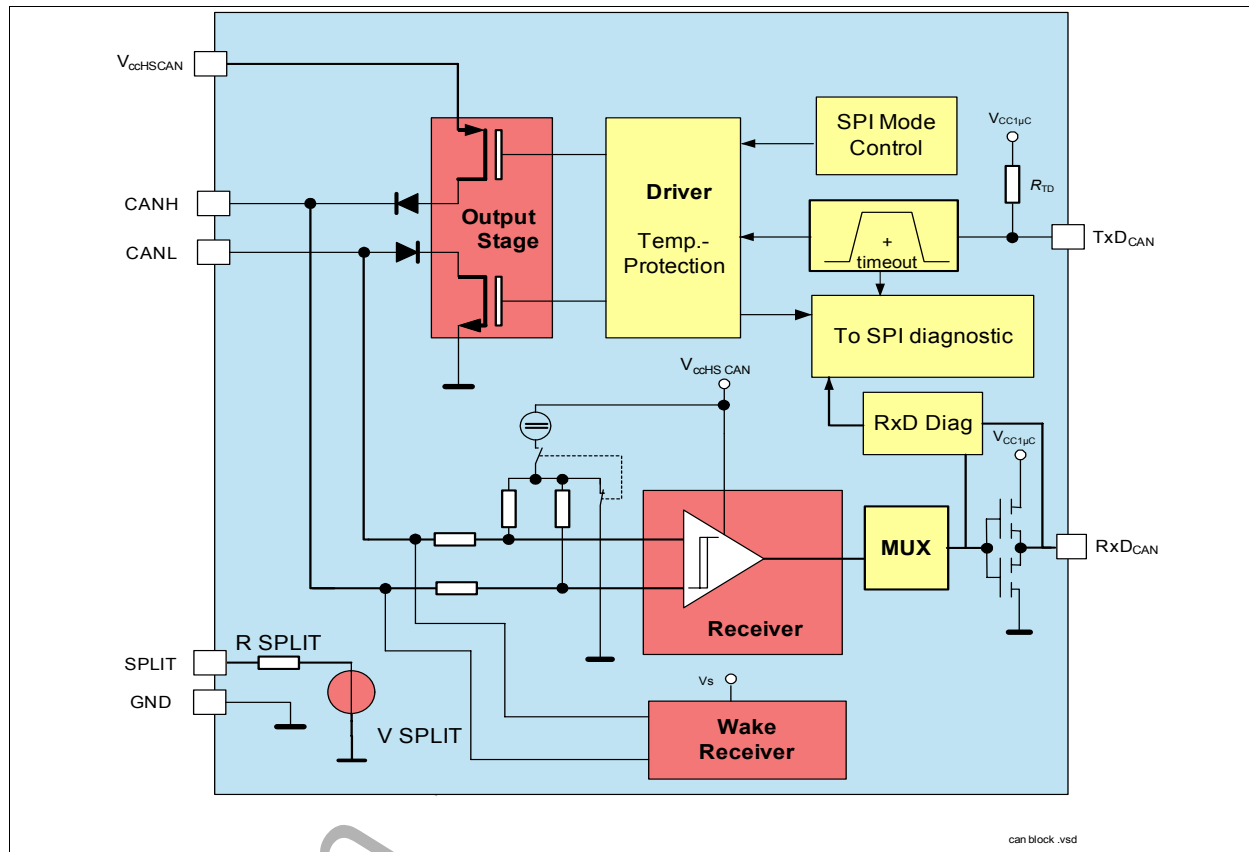 VccHSCAN
SPI Mode
Control
VCC1µC
RTD
Driver
Temp.-
Protection
CANH
Output
Stage
CANL
+
timeout
TxDCAN
To SPI diagnostic
VccHS CAN
RxD Diag
VCC1µC
MUX
RxDCAN
Receiver
R SPLIT
SPLIT
GND
V SPLIT
Vs
Wake
Receiver
can block .vsd